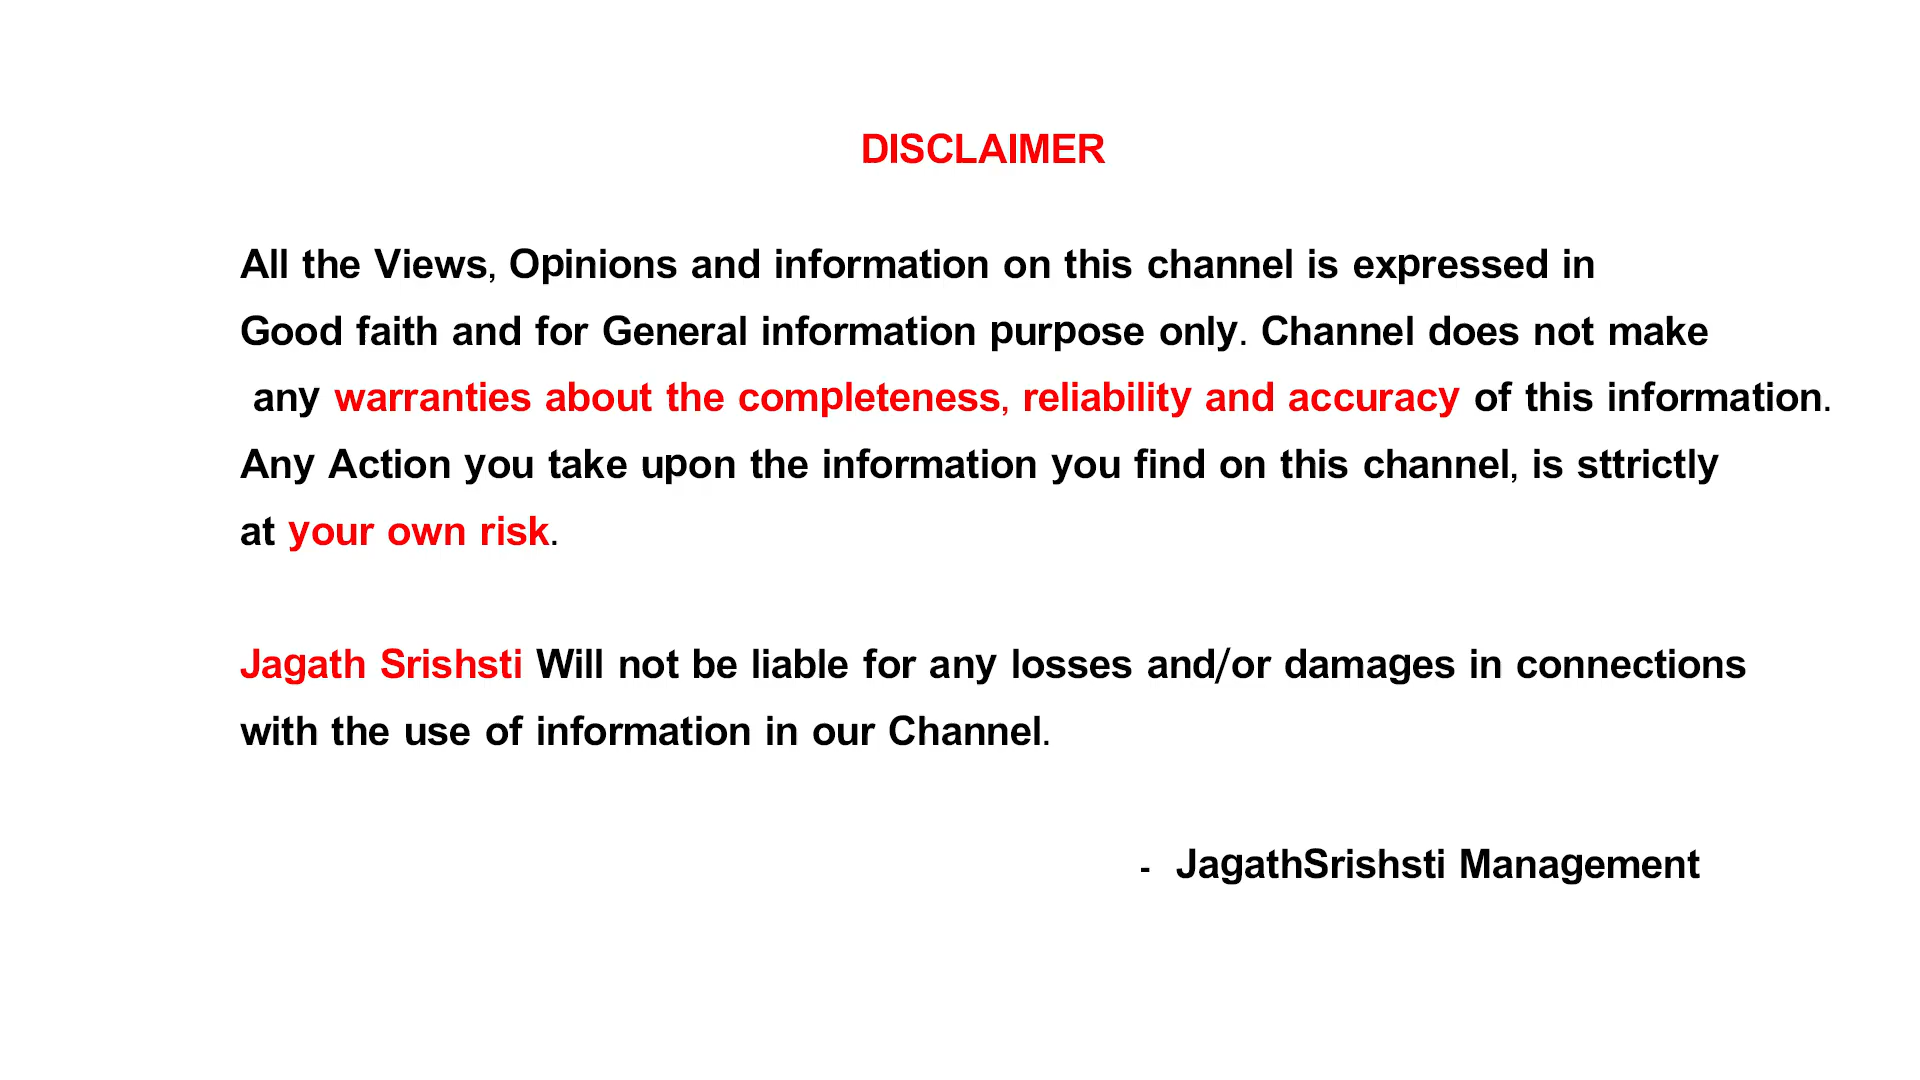 DISCLAIMER
All the Views, Opinions and information on this channel is expressed in
Good faith and for General information purpose only. Channel does not make
any warranties about the completeness, reliability and accuracy of this information.
Any Action you take upon the information you find on this channel, is sttrictly
at your own risk.
Jagath Srishsti Will not be liable for any losses and/or damages in connections
with the use of information in our Channel.
- JagathSrishsti Management